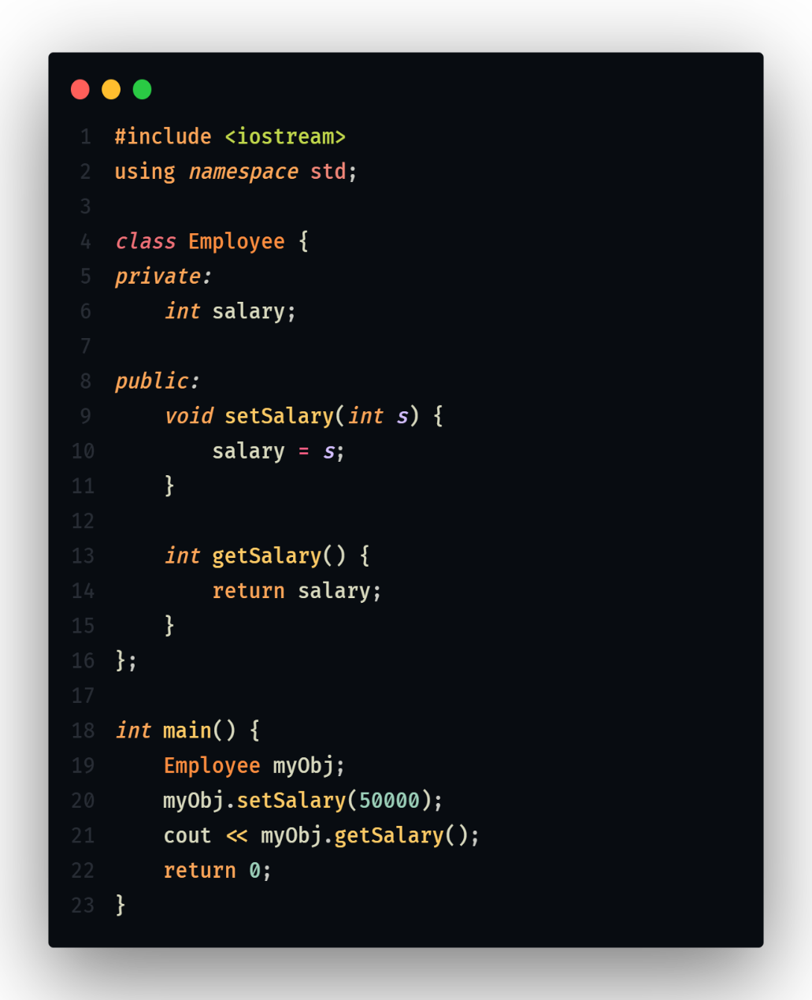 1 #include <iostream>
2 using namespace std;
3
4 class Employee {
5 private:
6     int salary;
7
8 public:
9     void setSalary(int s) {
10         salary = s;
11     }
12
13     int getSalary() {
14         return salary;
15     }
16 };
17
18 int main() {
19     Employee myObj;
20     myObj.setSalary(50000);
21     cout << myObj.getSalary();
22     return 0;
23 }